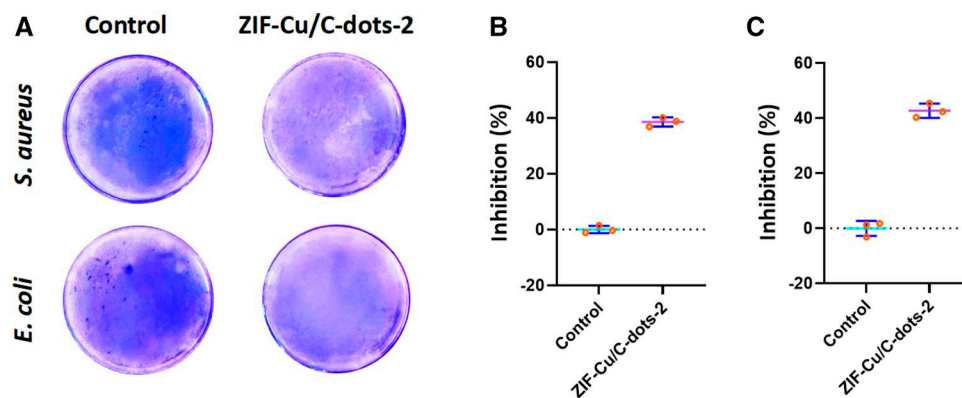 A
Control
ZIF-Cu/C-dots-2
S. aureus
E. coli
B
Inhibition (%)
60
40
20
0
-20
Control
ZIF-Cu/C-dots-2
C
Inhibition (%)
60
40
20
0
-20
Control
ZIF-Cu/C-dots-2